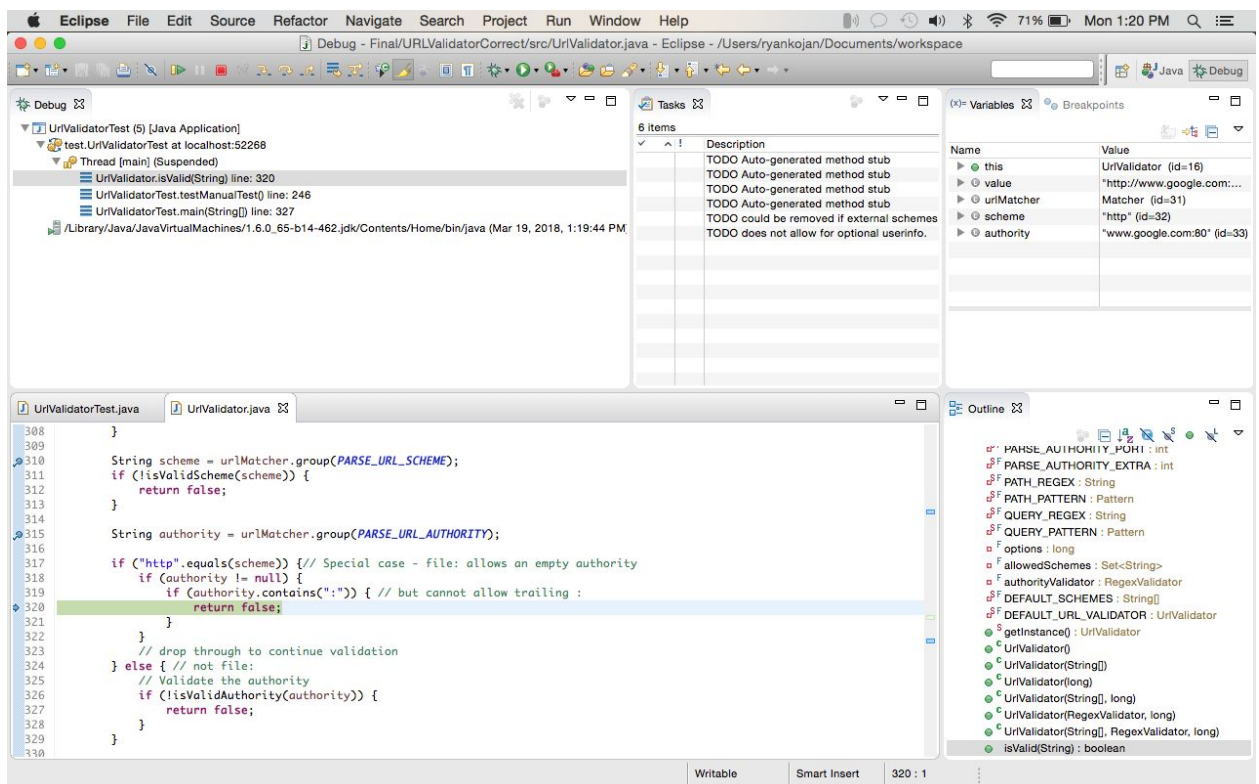 Eclipse File Edit Source Refactor Navigate Search Project Run Window Help 71% Mon 1:20 PM
Debug - Final/URLValidatorCorrect/src/UrlValidator.java - Eclipse - /Users/ryankojan/Documents/workspace
Java Debug
Debug
UrlValidatorTest (5) [Java Application]
test.UrlValidatorTest at localhost:52268
Thread [main] (Suspended)
UrlValidator.isValid(String) line: 320
UrlValidatorTest.testManualTest() line: 246
UrlValidatorTest.main(String[]) line: 327
/Library/Java/JavaVirtualMachines/1.6.0_65-b14-462.jdk/Contents/Home/bin/java (Mar 19, 2018, 1:19:44 PM)
Tasks
6 items
! Description
TODO Auto-generated method stub
TODO Auto-generated method stub
TODO Auto-generated method stub
TODO Auto-generated method stub
TODO could be removed if external schemes
TODO does not allow for optional userinfo.
(x)= Variables Breakpoints
Name Value
this UrlValidator (id=16)
value "http://www.google.com:...
urlMatcher Matcher (id=31)
scheme "http" (id=32)
authority "www.google.com:80" (id=33)
UrlValidatorTest.java UrlValidator.java
308 }
309
310 String scheme = urlMatcher.group(PARSE_URL_SCHEME);
311 if (!isValidScheme(scheme)) {
312 return false;
313 }
314
315 String authority = urlMatcher.group(PARSE_URL_AUTHORITY);
316
317 if ("http".equals(scheme)) {// Special case - file: allows an empty authority
318 if (authority != null) {
319 if (authority.contains(":")) { // but cannot allow trailing :
320 return false;
321 }
322 }
323 // drop through to continue validation
324 } else { // not file:
325 // Validate the authority
326 if (!isValidAuthority(authority)) {
327 return false;
328 }
329 }
330
Outline
PARSE_AUTHORITY_PORT : int
PARSE_AUTHORITY_EXTRA : int
PATH_REGEX : String
PATH_PATTERN : Pattern
QUERY_REGEX : String
QUERY_PATTERN : Pattern
options : long
allowedSchemes : Set<String>
authorityValidator : RegexValidator
DEFAULT_SCHEMES : String[]
DEFAULT_URL_VALIDATOR : UrlValidator
getInstance() : UrlValidator
UrlValidator()
UrlValidator(String[])
UrlValidator(long)
UrlValidator(String[], long)
UrlValidator(RegexValidator, long)
UrlValidator(String[], RegexValidator, long)
isValid(String) : boolean
Writable Smart Insert 320 : 1